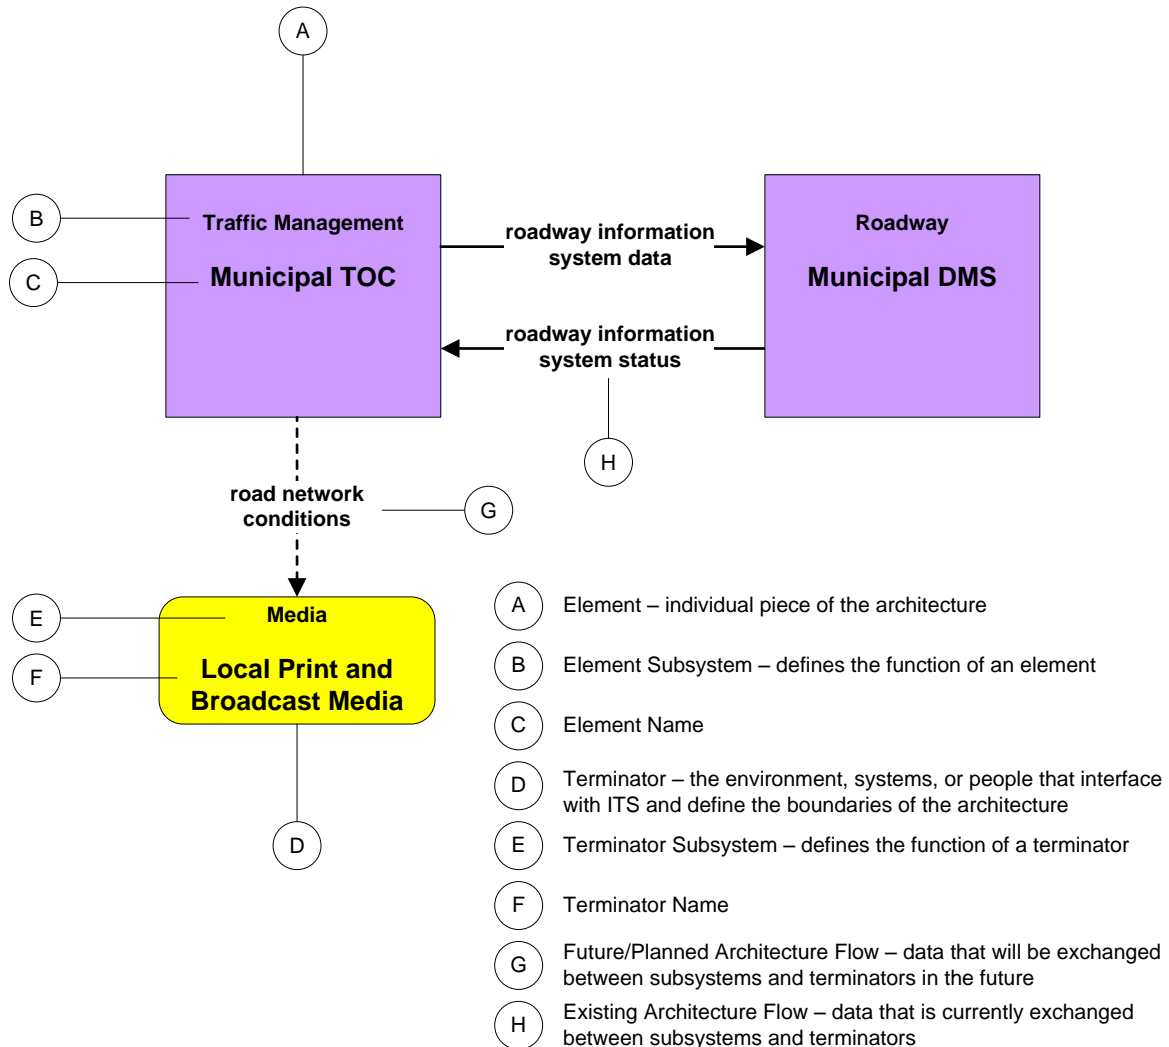 A
B
Traffic Management
C
Municipal TOC
roadway information
system data
Roadway
Municipal DMS
roadway information
system status
H
road network
conditions
G
E
Media
F
Local Print and
Broadcast Media
D
A Element – individual piece of the architecture
B Element Subsystem – defines the function of an element
C Element Name
D Terminator – the environment, systems, or people that interface
with ITS and define the boundaries of the architecture
E Terminator Subsystem – defines the function of a terminator
F Terminator Name
G Future/Planned Architecture Flow – data that will be exchanged
between subsystems and terminators in the future
H Existing Architecture Flow – data that is currently exchanged
between subsystems and terminators